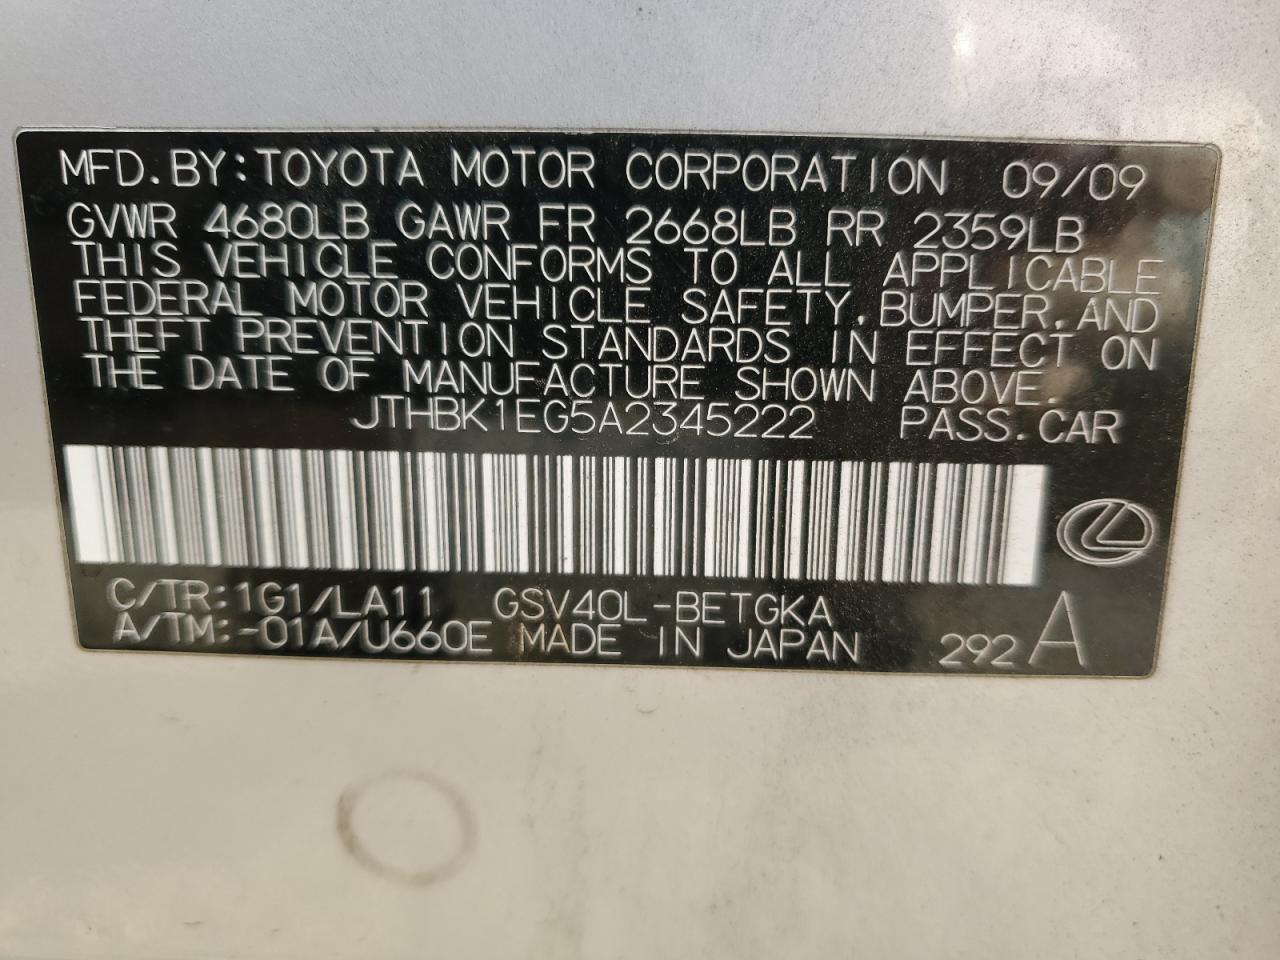 MFD.BY:TOYOTA MOTOR CORPORATION 09/09
GVWR 4680LB GAWR FR 2668LB RR 2359LB
THIS VEHICLE CONFORMS TO ALL APPLICABLE
FEDERAL MOTOR VEHICLE SAFETY,BUMPER,AND
THEFT PREVENTION STANDARDS IN EFFECT ON
THE DATE OF MANUFACTURE SHOWN ABOVE.
JTHBK1EG5A2345222 PASS.CAR
C/TR:1G1/LA11 GSV40L-BETGKA
A/TM:-01A/U660E MADE IN JAPAN 292 A